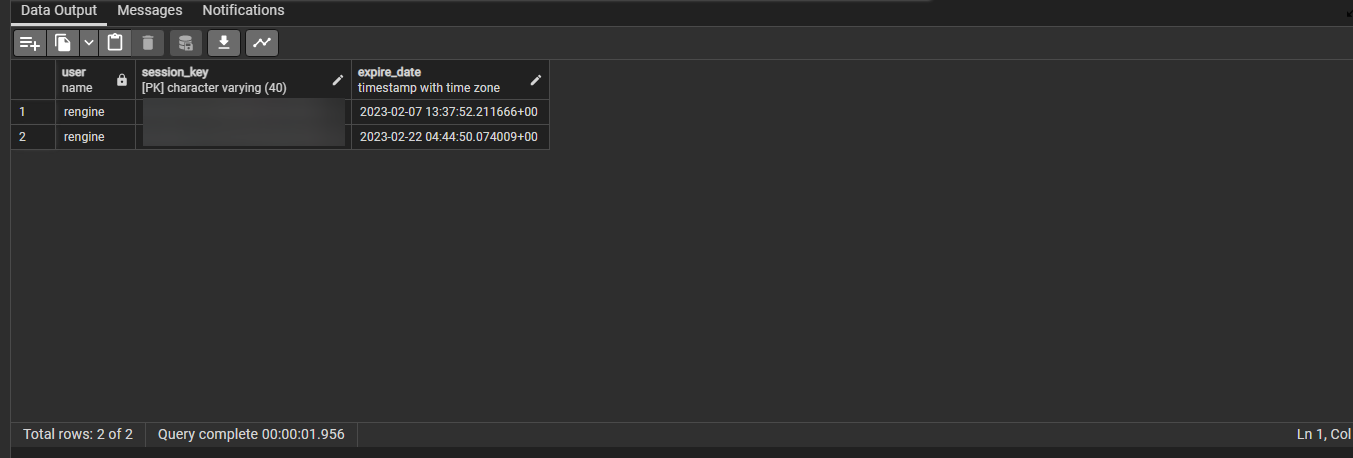 Data Output Messages Notifications
user session_key expire_date
name [PK] character varying (40) timestamp with time zone
1 rengine 2023-02-07 13:37:52.211666+00
2 rengine 2023-02-22 04:44:50.074009+00
Total rows: 2 of 2 Query complete 00:00:01.956 Ln 1, Col